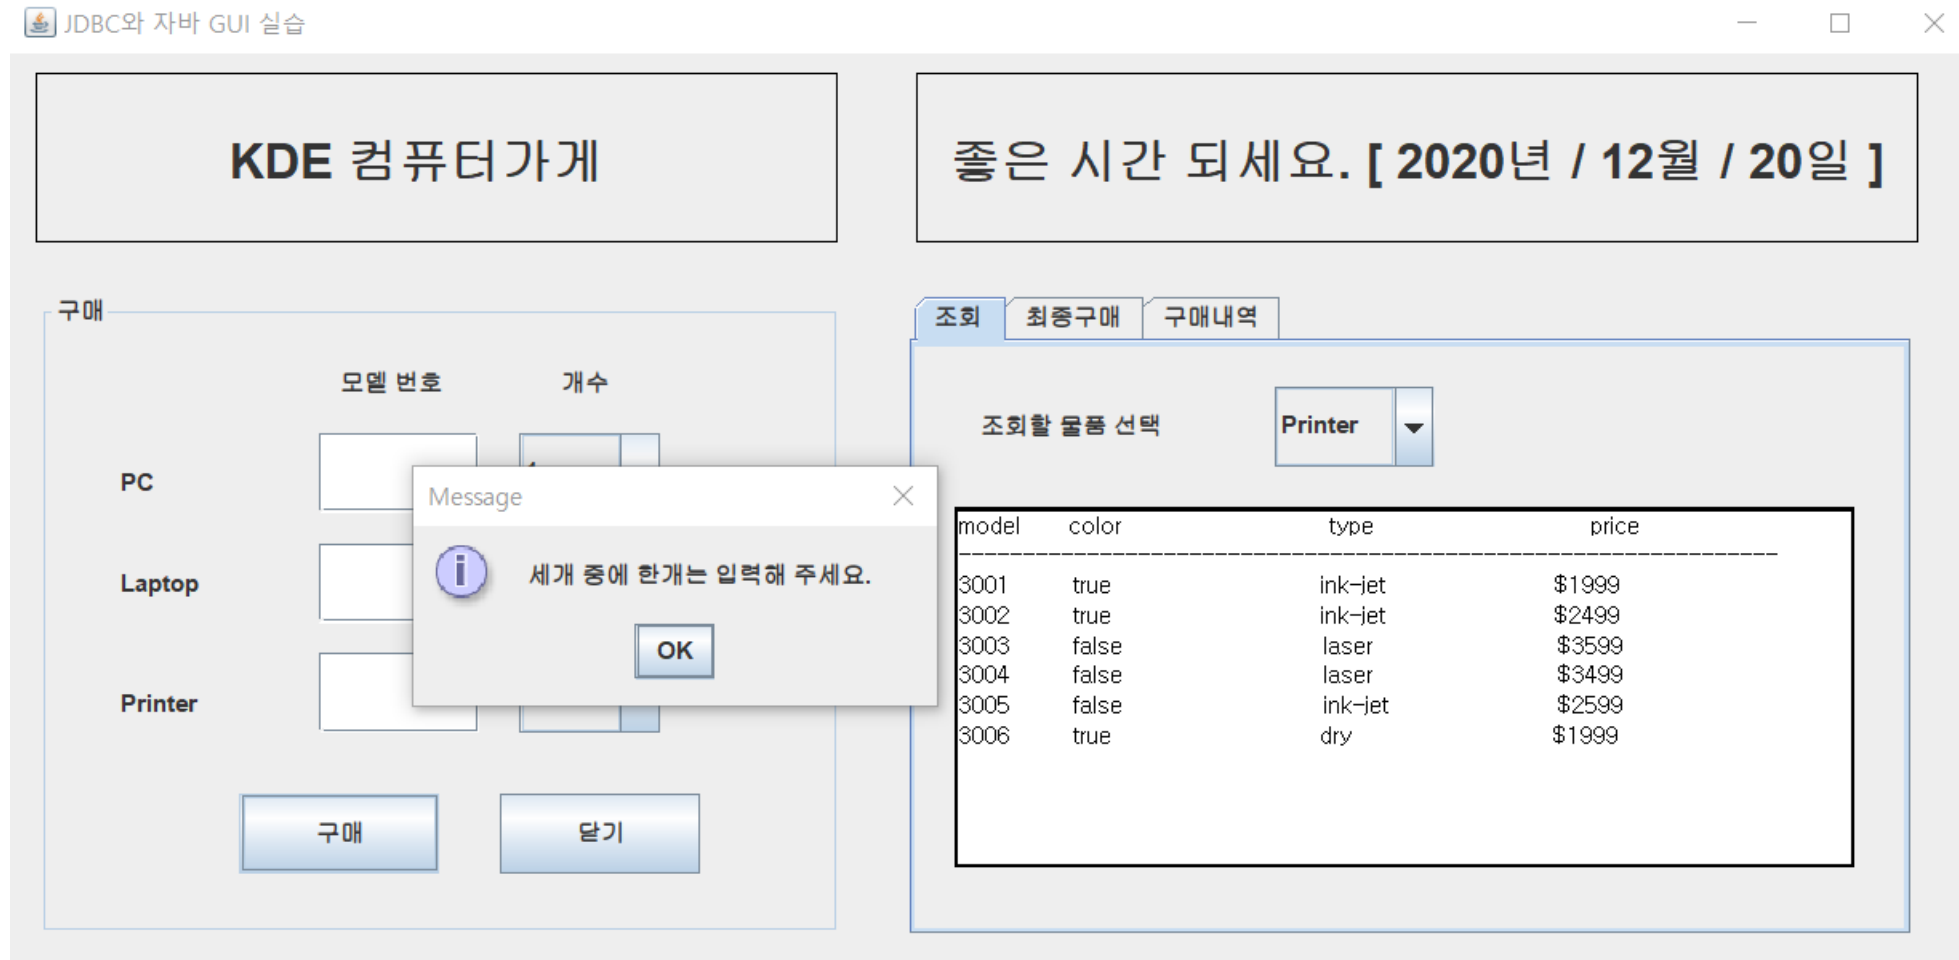 JDBC와 자바 GUI 실습
KDE 컴퓨터가게
좋은 시간 되세요. [ 2020년 / 12월 / 20일 ]
구매
모델 번호 개수
PC
Laptop
Printer
구매 닫기
Message
세개 중에 한개는 입력해 주세요.
OK
조회 최종구매 구매내역
조회할 물품 선택 Printer
model color type price
3001 true ink-jet $1999
3002 true ink-jet $2499
3003 false laser $3599
3004 false laser $3499
3005 false ink-jet $2599
3006 true dry $1999